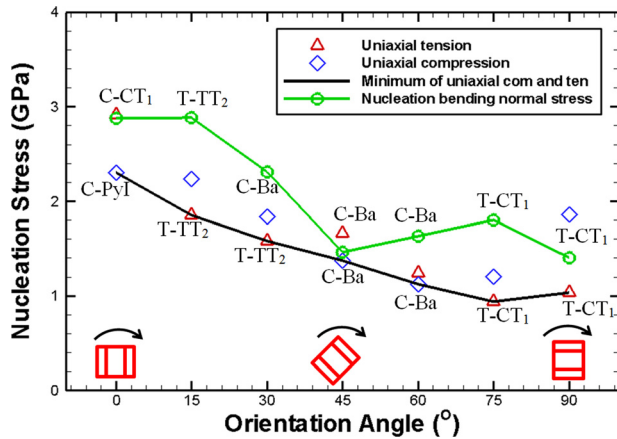 Nucleation Stress (GPa)
4
3
2
1
0
Uniaxial tension
Uniaxial compression
Minimum of uniaxial com and ten
Nucleation bending normal stress
C-CT₁
T-TT₂
C-PyI
C-Ba
T-TT₂
T-TT₂
C-Ba
C-Ba
C-Ba
C-Ba
T-CT₁
T-CT₁
T-CT₁
T-CT₁
0 15 30 45 60 75 90
Orientation Angle (°)